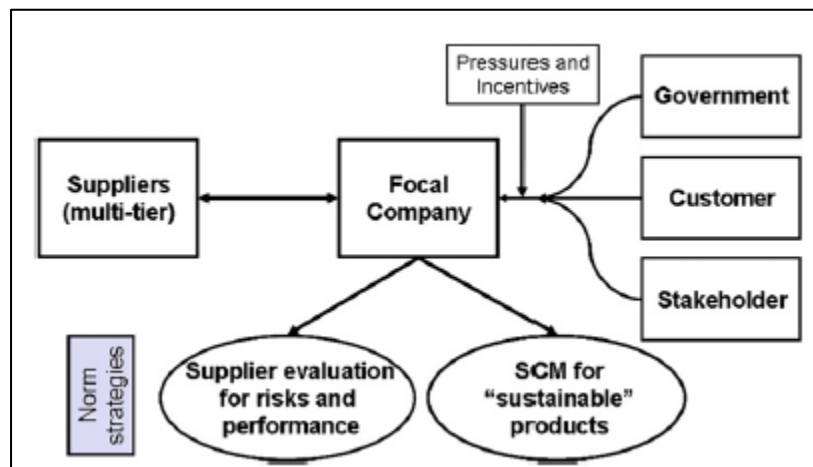 Pressures and
Incentives
Government
Suppliers
(multi-tier)
Focal
Company
Customer
Stakeholder
Norm
strategies
Supplier evaluation
for risks and
performance
SCM for
“sustainable”
products